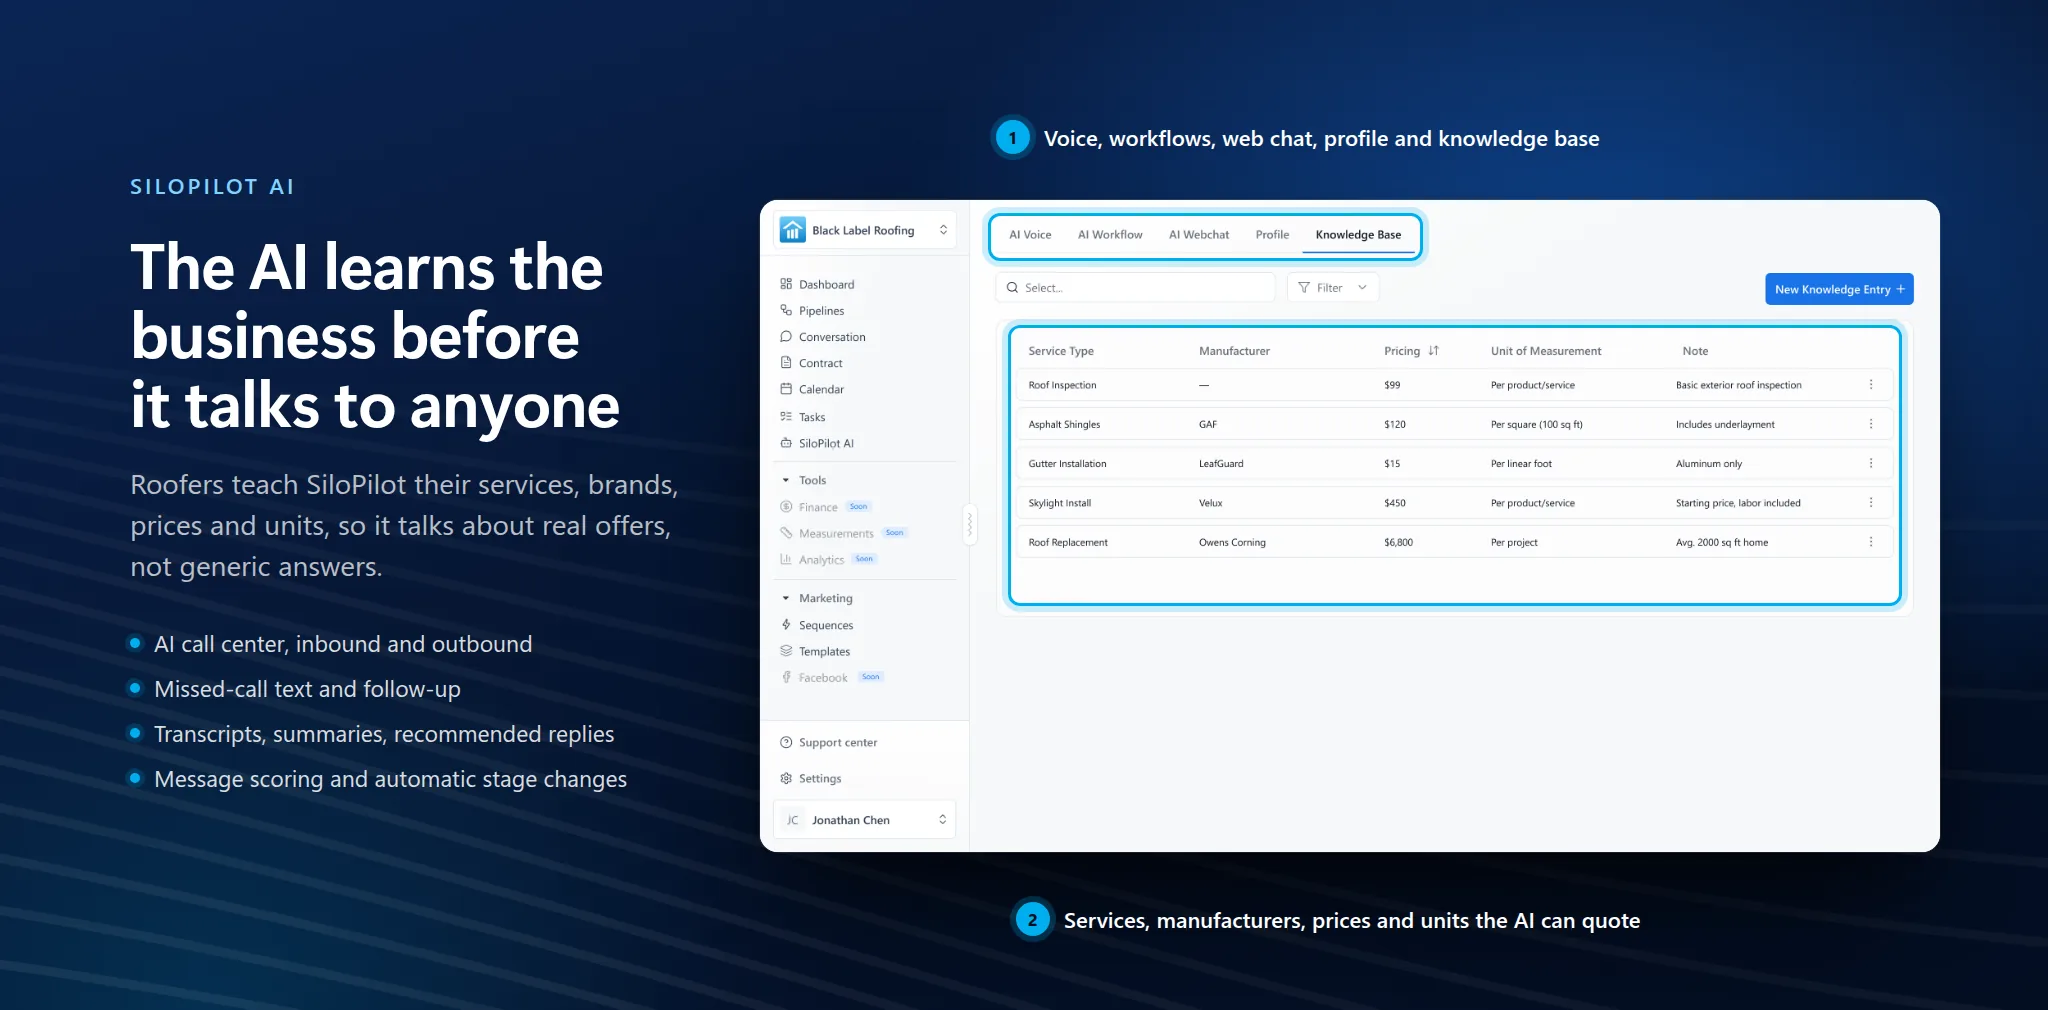 SILOPILOT AI
The AI learns the
business before
it talks to anyone
Roofers teach SiloPilot their services, brands,
prices and units, so it talks about real offers,
not generic answers.
AI call center, inbound and outbound
Missed-call text and follow-up
Transcripts, summaries, recommended replies
Message scoring and automatic stage changes
1 Voice, workflows, web chat, profile and knowledge base
Black Label Roofing
Dashboard
Pipelines
Conversation
Contract
Calendar
Tasks
SiloPilot AI
Tools
Finance Soon
Measurements Soon
Analytics Soon
Marketing
Sequences
Templates
Facebook Soon
Support center
Settings
JC Jonathan Chen
AI Voice AI Workflow AI Webchat Profile Knowledge Base
Select... Filter New Knowledge Entry +
Service Type Manufacturer Pricing Unit of Measurement Note
Roof Inspection — $99 Per product/service Basic exterior roof inspection
Asphalt Shingles GAF $120 Per square (100 sq ft) Includes underlayment
Gutter Installation LeafGuard $15 Per linear foot Aluminum only
Skylight Install Velux $450 Per product/service Starting price, labor included
Roof Replacement Owens Corning $6,800 Per project Avg. 2000 sq ft home
2 Services, manufacturers, prices and units the AI can quote